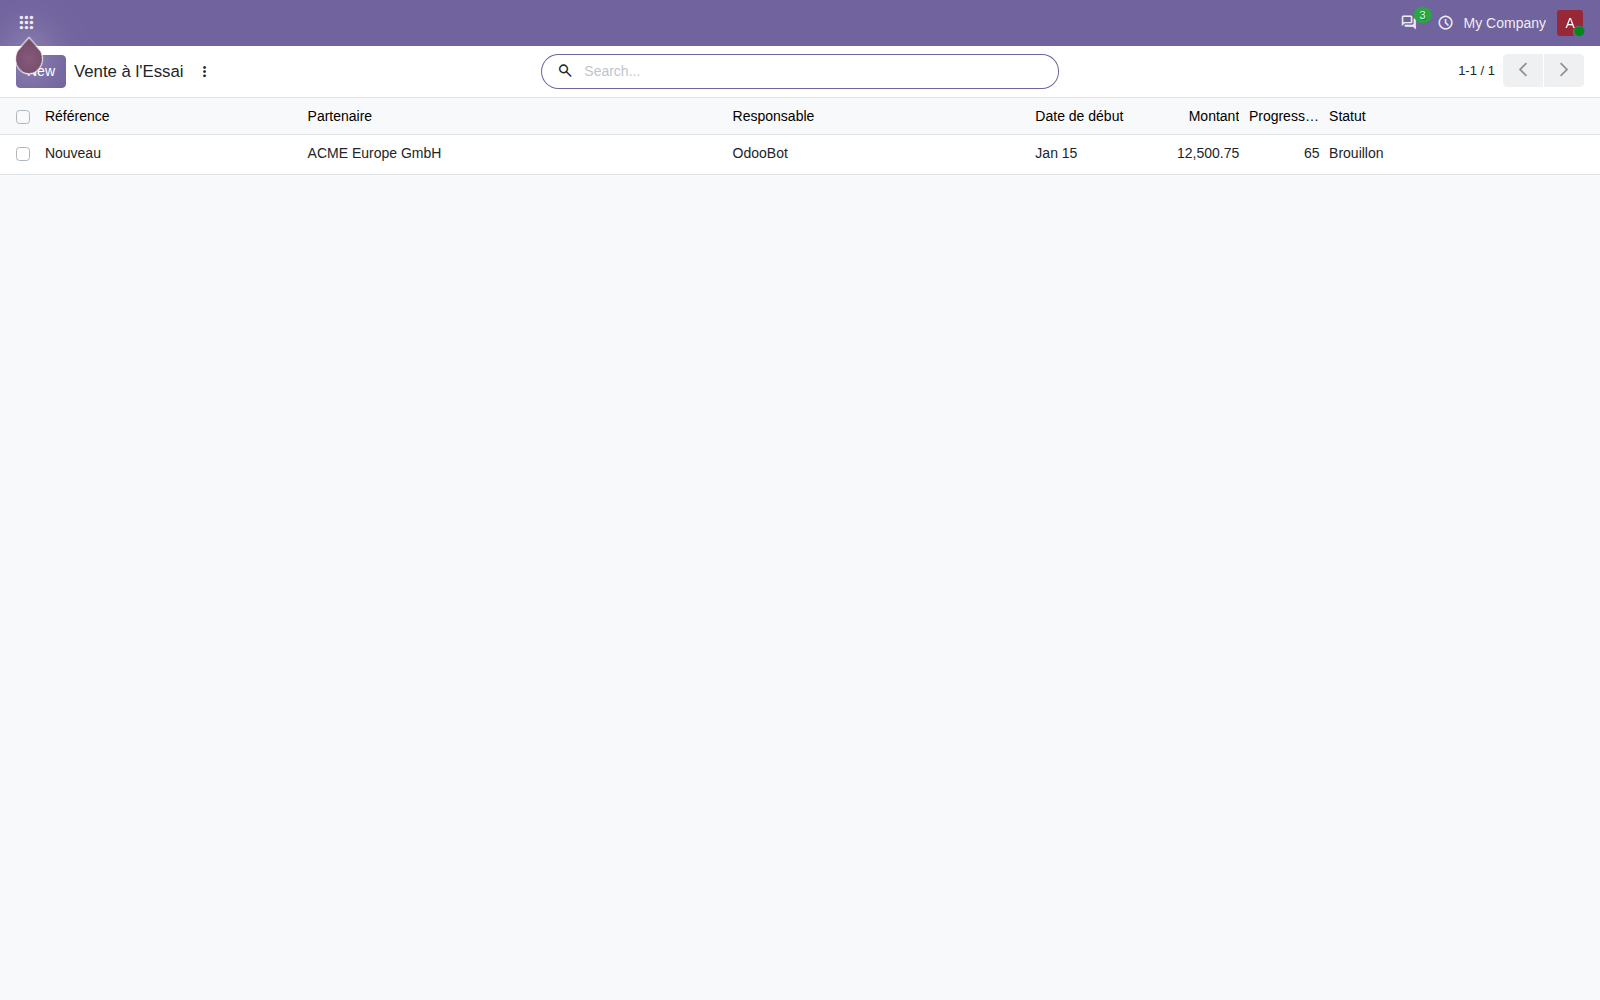 3 My Company A
New Vente à l'Essai Search... 1-1 / 1
Référence Partenaire Responsable Date de début Montant Progress... Statut
Nouveau ACME Europe GmbH OdooBot Jan 15 12,500.75 65 Brouillon